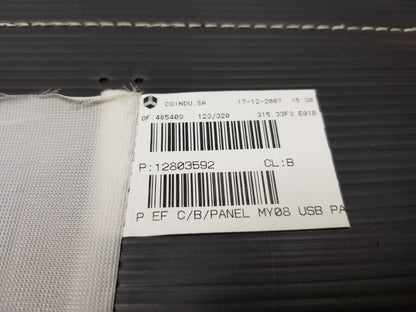 COINDU,SA 17-12-2007 15:30
OF:485409 123/320 315.33F3.E018
P:12803592 CL:B
P EF C/B/PANEL MY08 USB PA